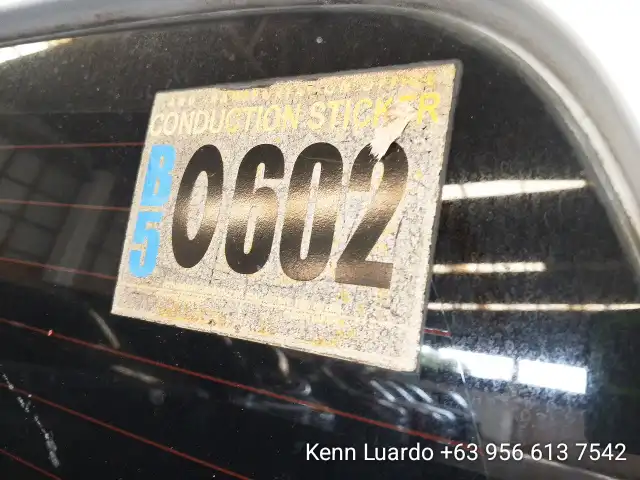 CONDUCTION STICKER
B5 0602
Kenn Luardo +63 956 613 7542